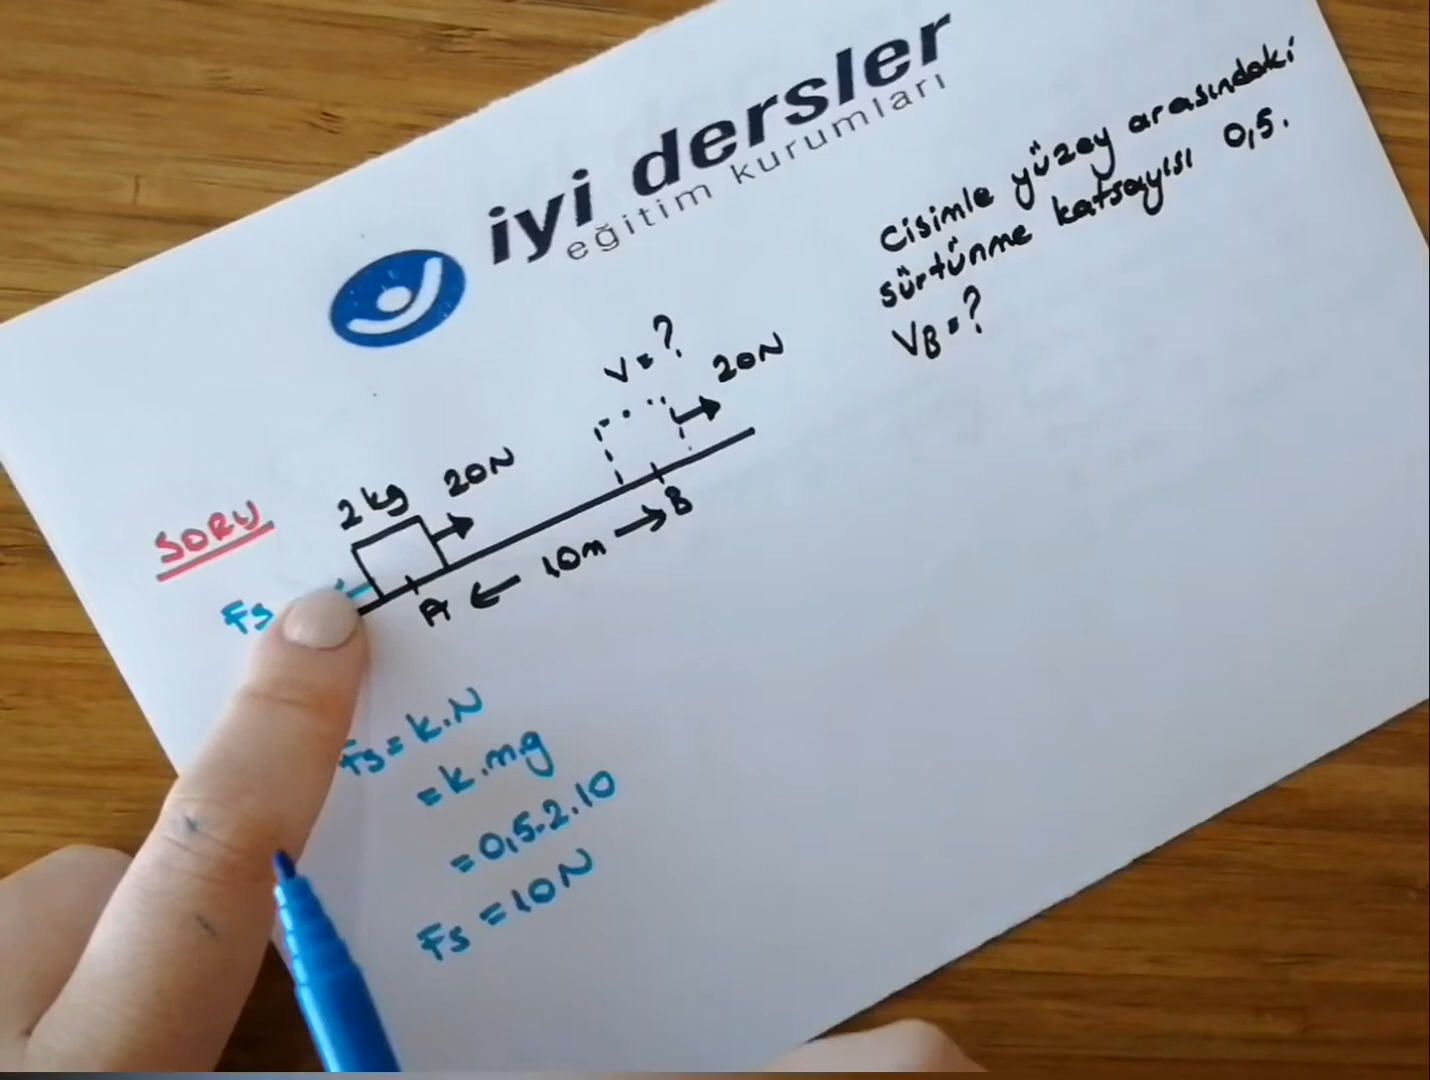 iyi dersler
eğitim kurumları
Cisimle yüzey arasındaki
sürtünme katsayısı 0,5.
VB=?
V=?
20N
SORU
2kg
20N
Fs
A
10m
B
Fs=k.N
=k.m.g
=0,5.2.10
Fs=10N